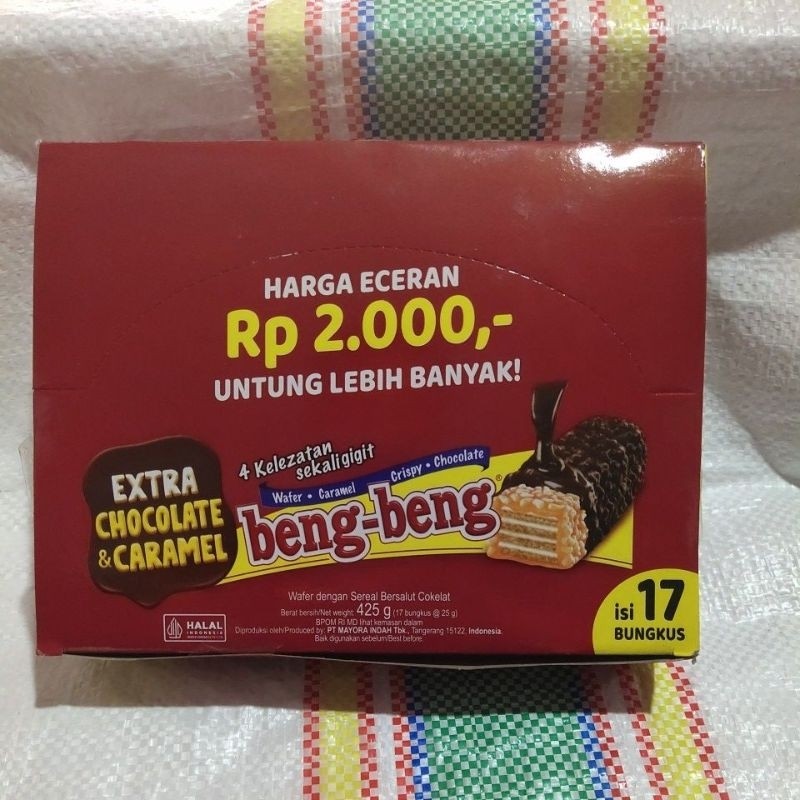 HARGA ECERAN
Rp 2.000,-
UNTUNG LEBIH BANYAK!
4 Kelezatan
sekali gigit
Wafer • Caramel Crispy • Chocolate
beng-beng®
EXTRA
CHOCOLATE
& CARAMEL
Wafer dengan Sereal Bersalut Cokelat
Berat bersih/Net weight: 425 g (17 bungkus @ 25 g)
BPOM RI MD lihat kemasan dalam
Diproduksi oleh/Produced by: PT MAYORA INDAH Tbk., Tangerang 15122, Indonesia.
Baik digunakan sebelum/Best before:
HALAL
INDONESIA
isi 17
BUNGKUS